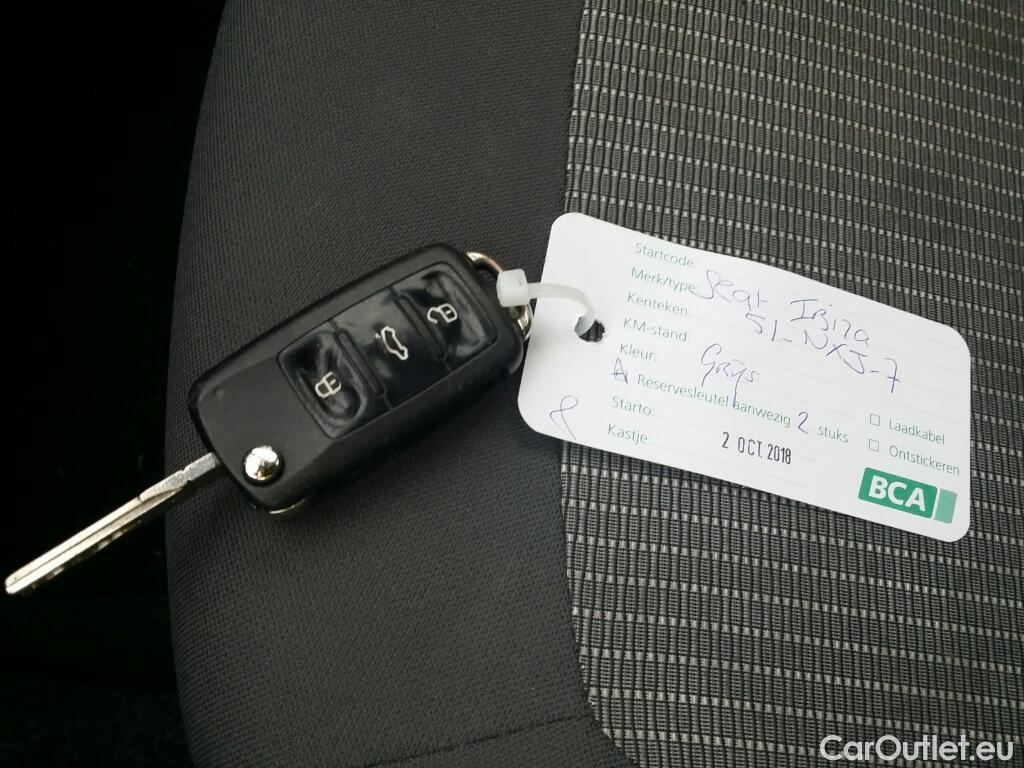 Startcode:
Merk/type: Seat Ibiza
Kenteken: 51-NXJ-7
KM-stand:
Kleur: Grijs
Reservesleutel aanwezig 2 stuks
Laadkabel
Starto:
Ontstickeren
Kastje: 2 OCT. 2018
8
BCA
CarOutlet.eu